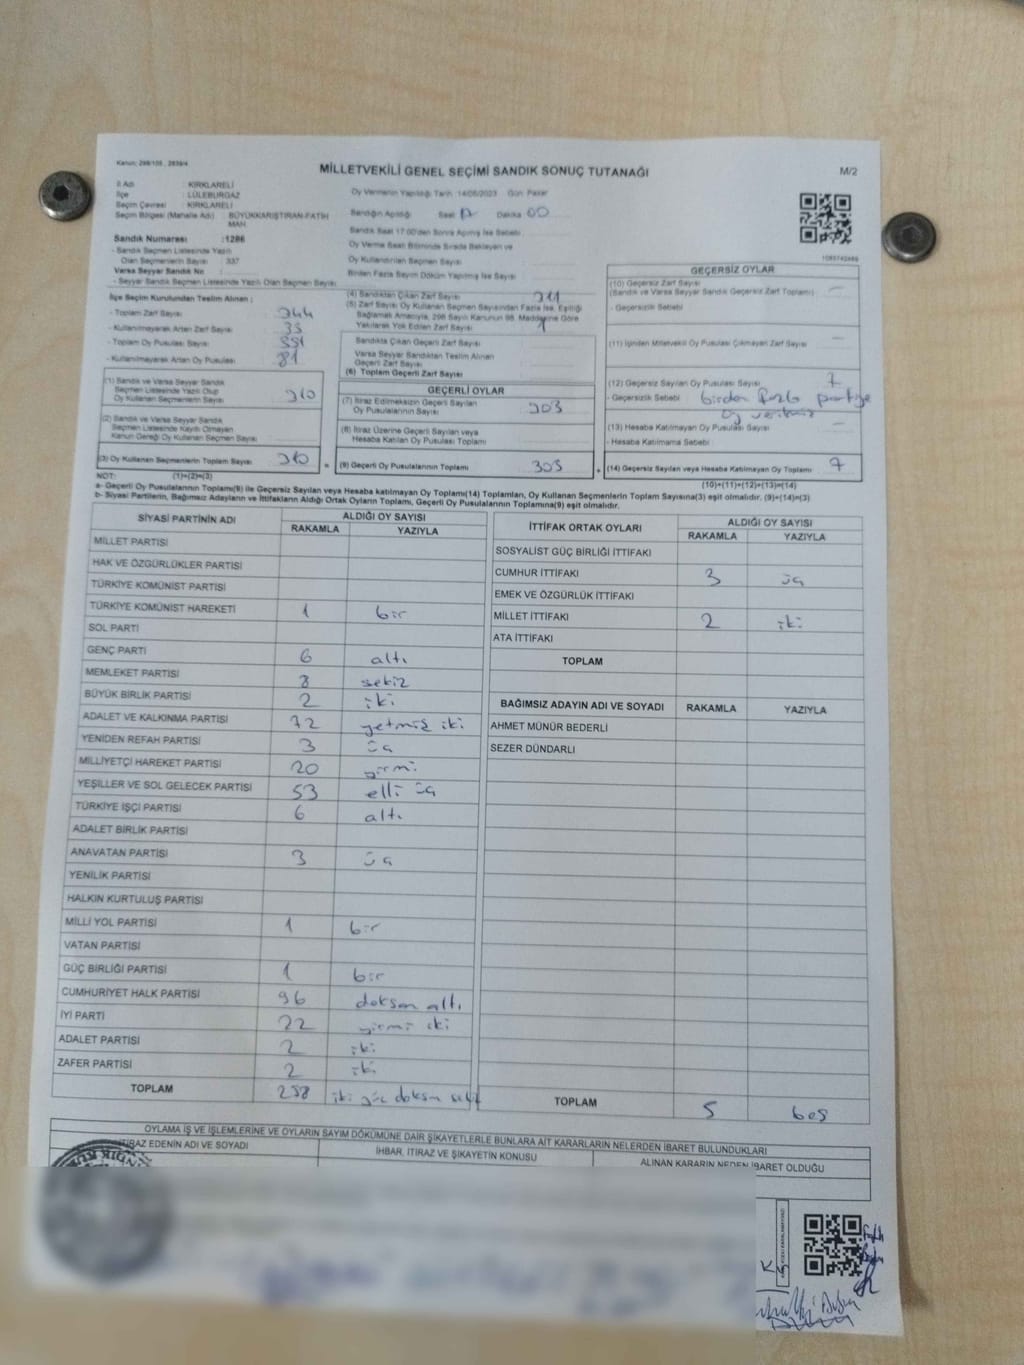 Kanun: 298/105 , 2839/4
MİLLETVEKİLİ GENEL SEÇİMİ SANDIK SONUÇ TUTANAĞI
M/2
İl Adı : KIRKLARELİ
İlçe : LÜLEBURGAZ
Seçim Çevresi : KIRKLARELİ
Seçim Bölgesi (Mahalle Adı) : BÜYÜKKARIŞTIRAN-FATİH MAH.
Sandık Numarası :1286
- Sandık Seçmen Listesinde Yazılı
Olan Seçmenlerin Sayısı : 337
Varsa Seyyar Sandık No :
- Seyyar Sandık Seçmen Listesinde Yazılı Olan Seçmen Sayısı
Oy Vermenin Yapıldığı Tarih :14/05/2023 Gün :Pazar
Sandığın Açıldığı Saat 17 Dakika 00
Sandık Saat 17:00'den Sonra Açılmış İse Sebebi
Oy Verme Saati Bitiminde Sırada Bekleyen ve
Oy Kullandırılan Seçmen Sayısı
Birden Fazla Sayım Döküm Yapılmış İse Sayısı
İlçe Seçim Kurulundan Teslim Alınan ;
- Toplam Zarf Sayısı : 344
- Kullanılmayarak Artan Zarf Sayısı : 33
- Toplam Oy Pusulası Sayısı : 391
- Kullanılmayarak Artan Oy Pusulası : 81
(1) Sandık ve Varsa Seyyar Sandık
Seçmen Listesinde Yazılı Olup
Oy Kullanan Seçmenlerin Sayısı : 310
(2) Sandık ve Varsa Seyyar Sandık
Seçmen Listesinde Kayıtlı Olmayan
Kanun Gereği Oy Kullanan Seçmen Sayısı
(3) Oy Kullanan Seçmenlerin Toplam Sayısı 310
(4) Sandıktan Çıkan Zarf Sayısı 311
(5) Zarf Sayısı Oy Kullanan Seçmen Sayısından Fazla İse, Eşitliği
Sağlamak Amacıyla, 298 Sayılı Kanunun 98. Maddesine Göre
Yakılarak Yok Edilen Zarf Sayısı 1
Sandıkta Çıkan Geçerli Zarf Sayısı
Varsa Seyyar Sandıktan Teslim Alınan
Geçerli Zarf Sayısı
(6) Toplam Geçerli Zarf Sayısı
GEÇERLİ OYLAR
(7) İtiraz Edilmeksizin Geçerli Sayılan
Oy Pusulalarının Sayısı 303
(8) İtiraz Üzerine Geçerli Sayılan veya
Hesaba Katılan Oy Pusulası Toplamı
(9) Geçerli Oy Pusulalarının Toplamı 303
GEÇERSİZ OYLAR
(10) Geçersiz Zarf Sayısı
(Sandık ve Varsa Seyyar Sandık Geçersiz Zarf Toplamı) —
- Geçersizlik Sebebi
(11) İçinden Milletvekili Oy Pusulası Çıkmayan Zarf Sayısı —
(12) Geçersiz Sayılan Oy Pusulası Sayısı 7
- Geçersizlik Sebebi birden fazla partiye
oy verilmiş
(13) Hesaba Katılmayan Oy Pusulası Sayısı —
- Hesaba Katılmama Sebebi
(14) Geçersiz Sayılan veya Hesaba Katılmayan Oy Toplamı 7
NOT: (1)+(2)=(3)
(10)+(11)+(12)+(13)=(14)
a- Geçerli Oy Pusulalarının Toplamı(9) ile Geçersiz Sayılan veya Hesaba katılmayan Oy Toplamı(14) Toplamları, Oy Kullanan Seçmenlerin Toplam Sayısına(3) eşit olmalıdır. (9)+(14)=(3)
b- Siyasi Partilerin, Bağımsız Adayların ve İttifakların Aldığı Ortak Oyların Toplamı, Geçerli Oy Pusulalarının Toplamına(9) eşit olmalıdır.
SİYASİ PARTİNİN ADI ALDIĞI OY SAYISI
RAKAMLA YAZIYLA
MİLLET PARTİSİ
HAK VE ÖZGÜRLÜKLER PARTİSİ
TÜRKİYE KOMÜNİST PARTİSİ
TÜRKİYE KOMÜNİST HAREKETİ 1 bir
SOL PARTİ
GENÇ PARTİ 6 altı
MEMLEKET PARTİSİ 8 sekiz
BÜYÜK BİRLİK PARTİSİ 2 iki
ADALET VE KALKINMA PARTİSİ 72 yetmiş iki
YENİDEN REFAH PARTİSİ 3 üç
MİLLİYETÇİ HAREKET PARTİSİ 20 yirmi
YEŞİLLER VE SOL GELECEK PARTİSİ 53 elli üç
TÜRKİYE İŞÇİ PARTİSİ 6 altı
ADALET BİRLİK PARTİSİ
ANAVATAN PARTİSİ 3 üç
YENİLİK PARTİSİ
HALKIN KURTULUŞ PARTİSİ
MİLLİ YOL PARTİSİ 1 bir
VATAN PARTİSİ
GÜÇ BİRLİĞİ PARTİSİ 1 bir
CUMHURİYET HALK PARTİSİ 96 doksan altı
İYİ PARTİ 22 yirmi iki
ADALET PARTİSİ 2 iki
ZAFER PARTİSİ 2 iki
TOPLAM 298 iki yüz doksan sekiz
İTTİFAK ORTAK OYLARI ALDIĞI OY SAYISI
RAKAMLA YAZIYLA
SOSYALİST GÜÇ BİRLİĞİ İTTİFAKI
CUMHUR İTTİFAKI 3 üç
EMEK VE ÖZGÜRLÜK İTTİFAKI
MİLLET İTTİFAKI 2 iki
ATA İTTİFAKI
TOPLAM
BAĞIMSIZ ADAYIN ADI VE SOYADI RAKAMLA YAZIYLA
AHMET MÜNÜR BEDERLİ
SEZER DÜNDARLI
TOPLAM 5 beş
OYLAMA İŞ VE İŞLEMLERİNE VE OYLARIN SAYIM DÖKÜMÜNE DAİR ŞİKAYETLERLE BUNLARA AİT KARARLARIN NELERDEN İBARET BULUNDUKLARI
İTİRAZ EDENİN ADI VE SOYADI
İHBAR, İTİRAZ VE ŞİKAYETİN KONUSU
ALINAN KARARIN NEDEN İBARET OLDUĞU